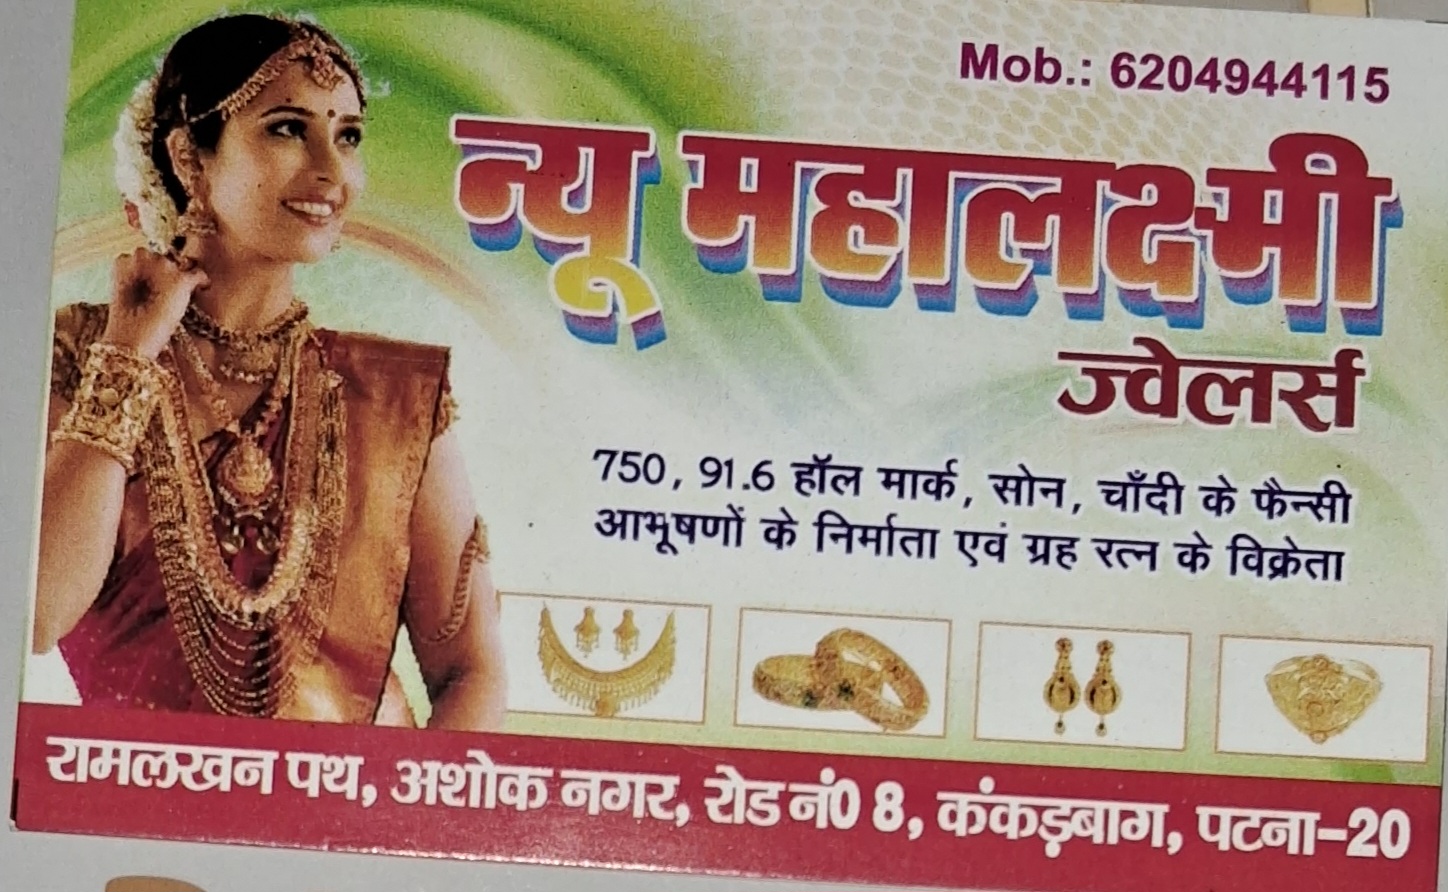 Mob.: 6204944115
न्यू महालक्ष्मी
ज्वेलर्स
750, 91.6 हॉल मार्क, सोन, चाँदी के फैन्सी
आभूषणों के निर्माता एवं ग्रह रत्न के विक्रेता
रामलखन पथ, अशोक नगर, रोड नं0 8, कंकड़बाग, पटना-20